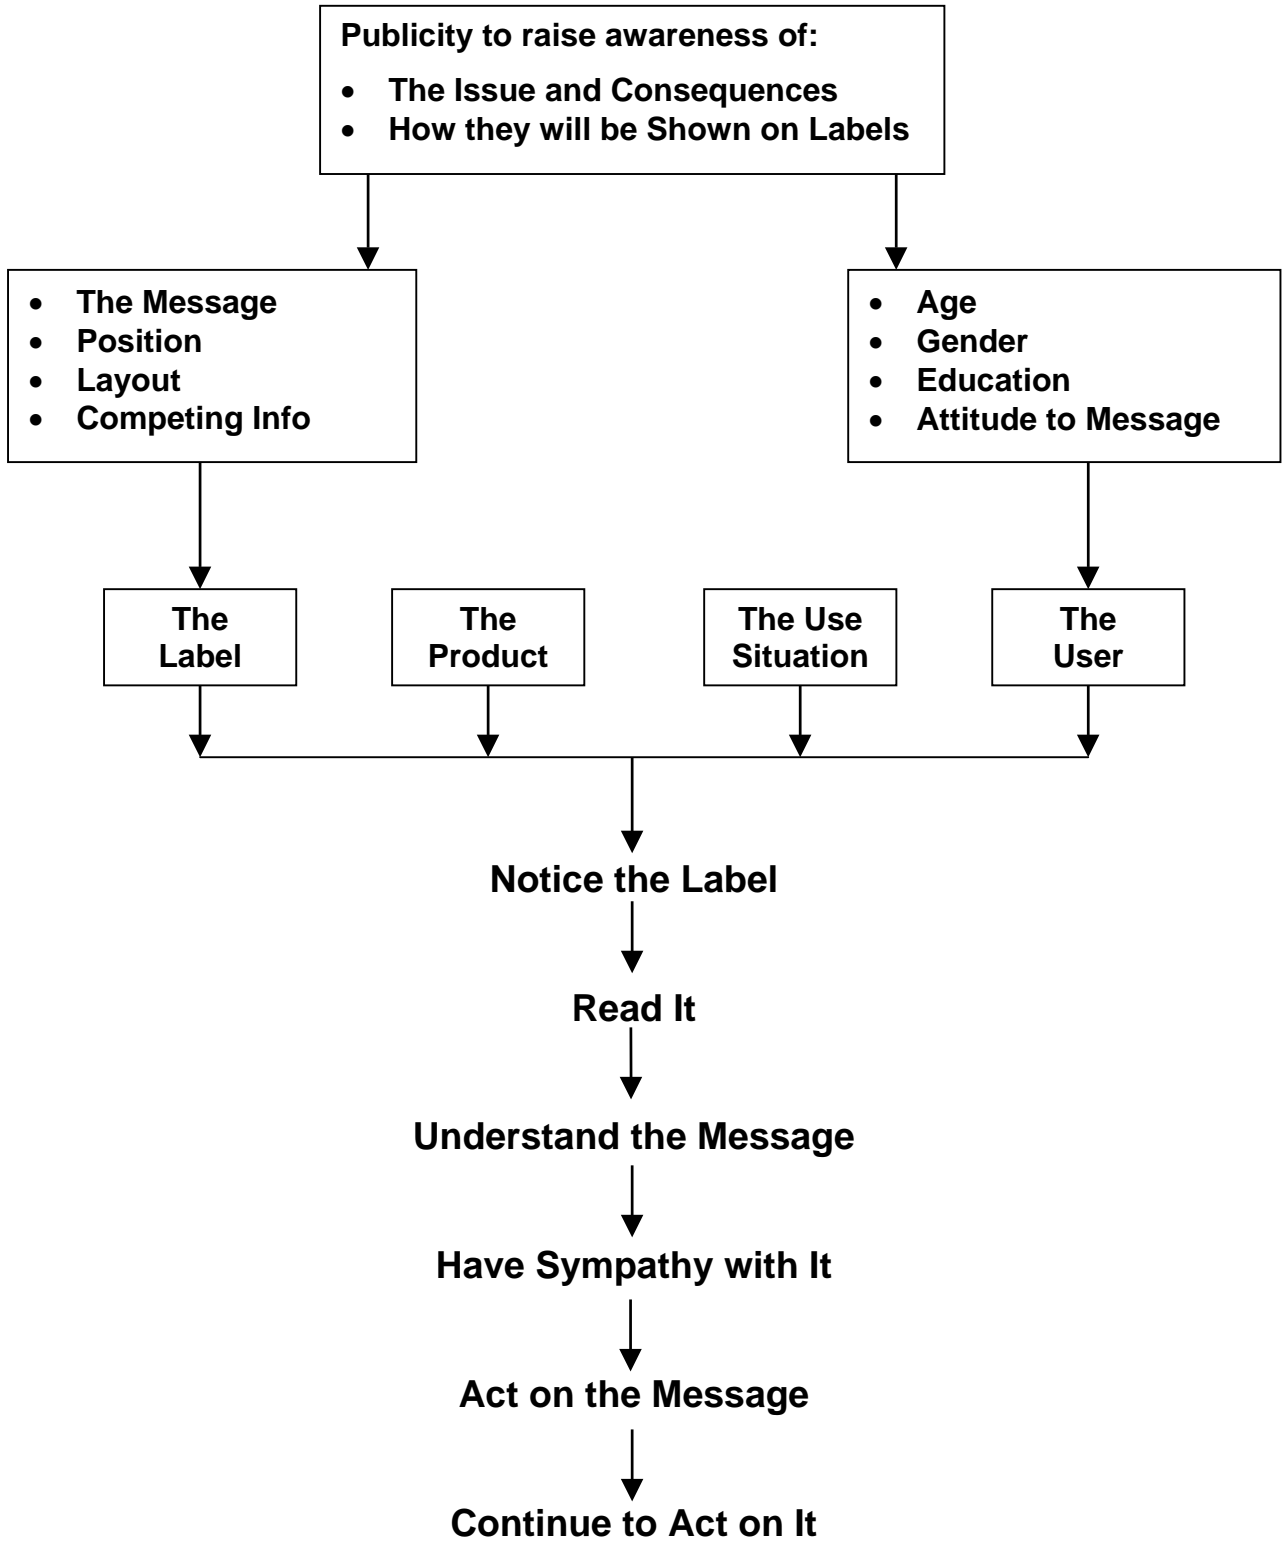 Publicity to raise awareness of:
• The Issue and Consequences
• How they will be Shown on Labels
• The Message
• Position
• Layout
• Competing Info
• Age
• Gender
• Education
• Attitude to Message
The
Label
The
Product
The Use
Situation
The
User
Notice the Label
Read It
Understand the Message
Have Sympathy with It
Act on the Message
Continue to Act on It